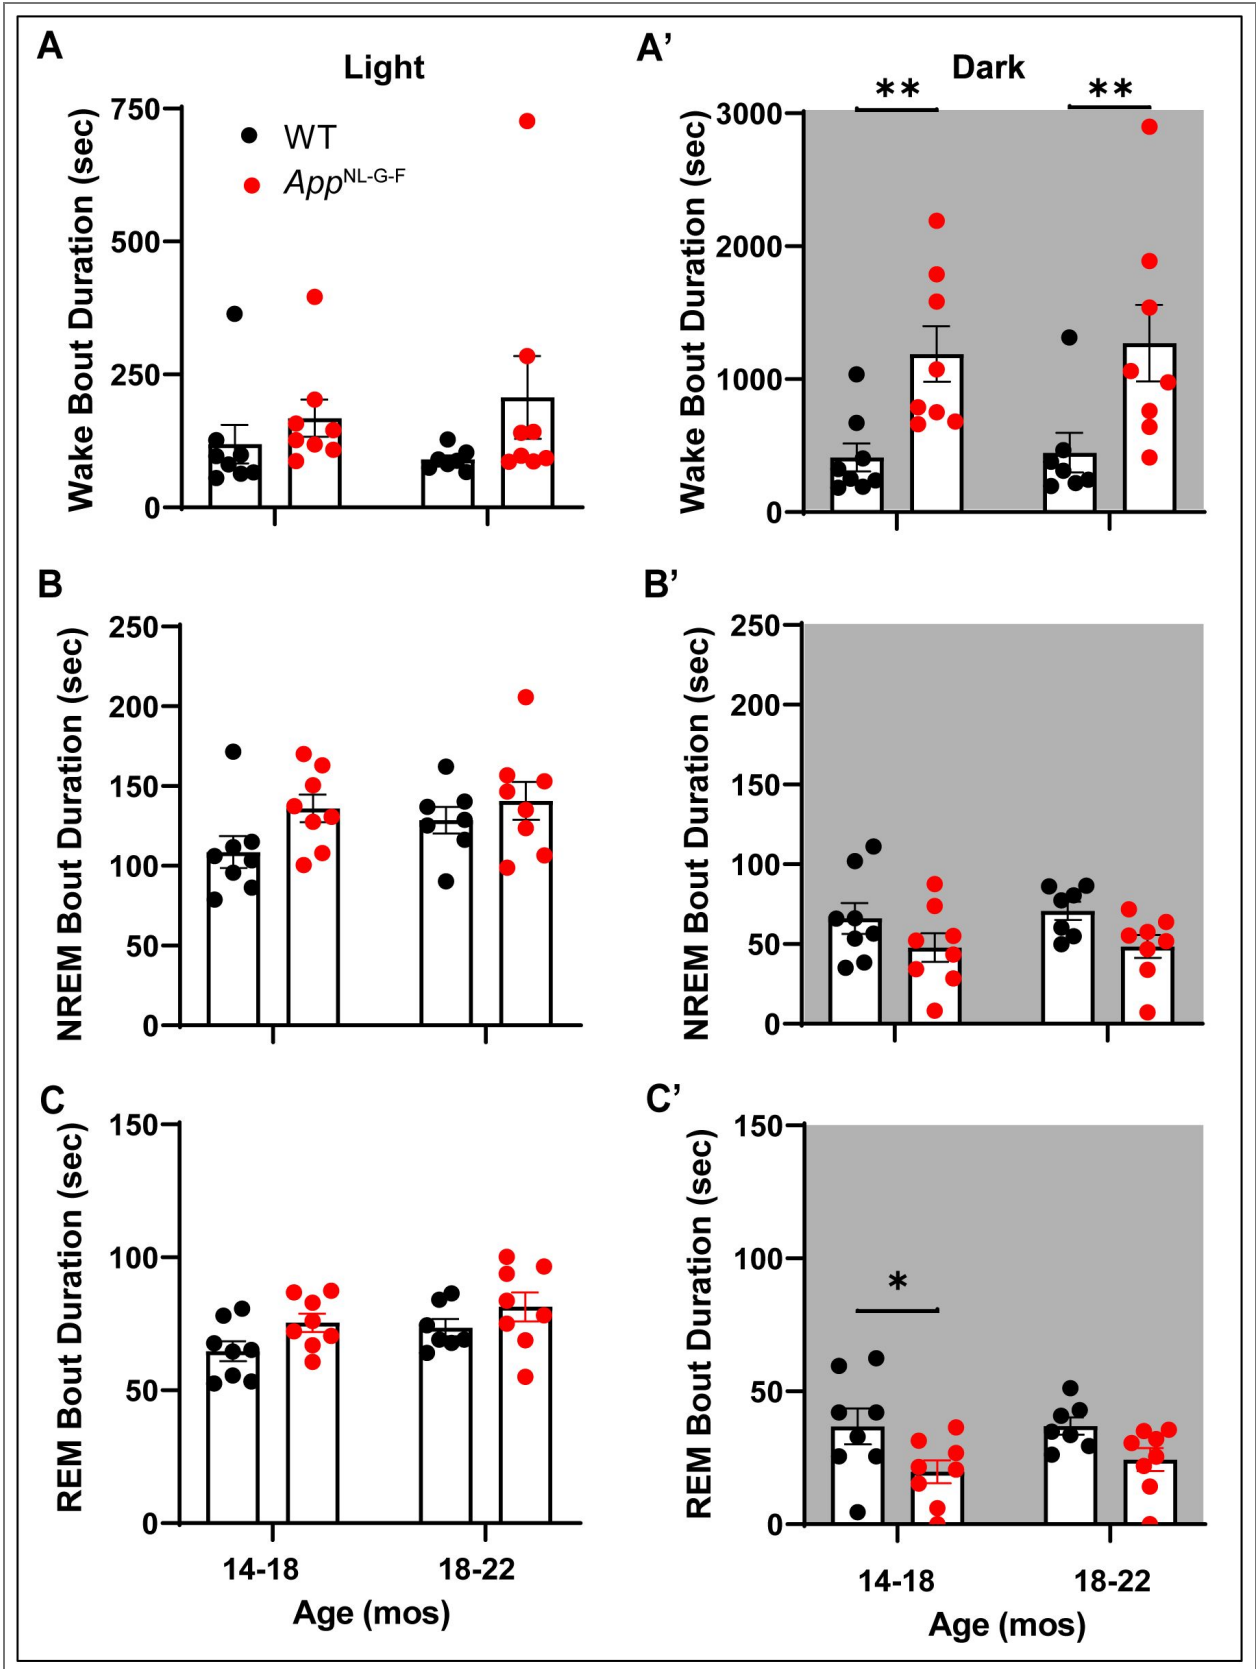 A
Light
Wake Bout Duration (sec)
750
500
250
0
WT
App^NL-G-F
A’
Dark
**
**
Wake Bout Duration (sec)
3000
2000
1000
0
B
NREM Bout Duration (sec)
250
200
150
100
50
0
B’
NREM Bout Duration (sec)
250
200
150
100
50
0
C
REM Bout Duration (sec)
150
100
50
0
14-18
18-22
Age (mos)
C’
REM Bout Duration (sec)
150
100
50
0
*
14-18
18-22
Age (mos)